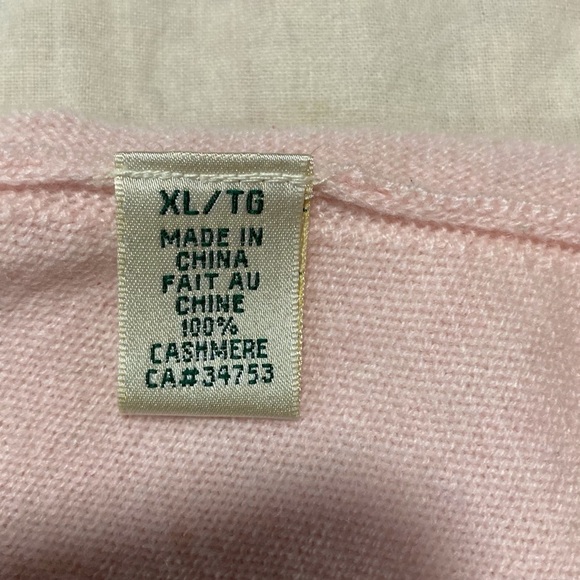 XL/TG
MADE IN
CHINA
FAIT AU
CHINE
100%
CASHMERE
CA#34753